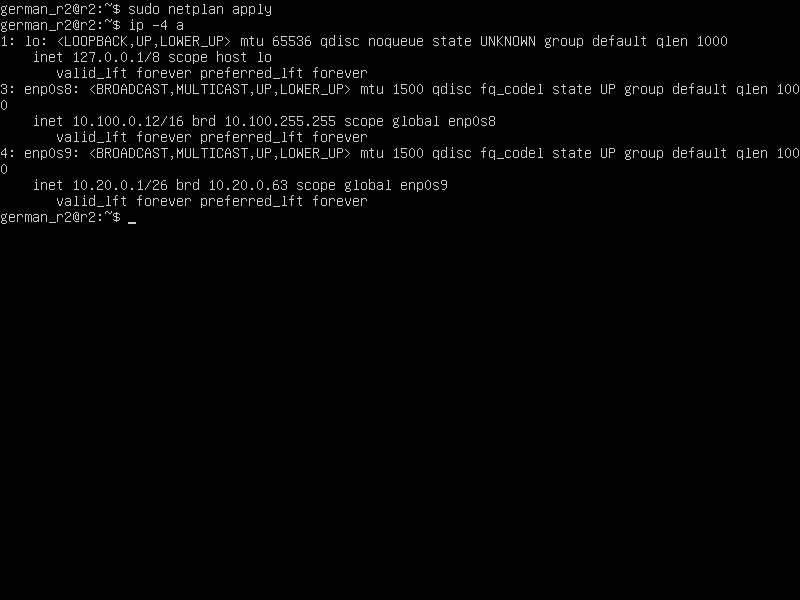 german_r2@r2:~$ sudo netplan apply
german_r2@r2:~$ ip -4 a
1: lo: <LOOPBACK,UP,LOWER_UP> mtu 65536 qdisc noqueue state UNKNOWN group default qlen 1000
    inet 127.0.0.1/8 scope host lo
       valid_lft forever preferred_lft forever
3: enp0s8: <BROADCAST,MULTICAST,UP,LOWER_UP> mtu 1500 qdisc fq_codel state UP group default qlen 100
0
    inet 10.100.0.12/16 brd 10.100.255.255 scope global enp0s8
       valid_lft forever preferred_lft forever
4: enp0s9: <BROADCAST,MULTICAST,UP,LOWER_UP> mtu 1500 qdisc fq_codel state UP group default qlen 100
0
    inet 10.20.0.1/26 brd 10.20.0.63 scope global enp0s9
       valid_lft forever preferred_lft forever
german_r2@r2:~$ _